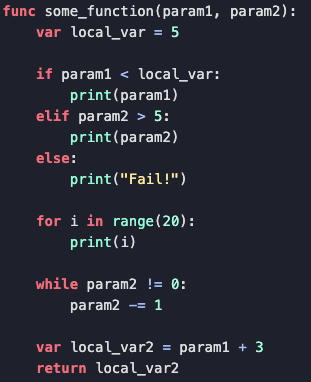 func some_function(param1, param2):
    var local_var = 5

    if param1 < local_var:
        print(param1)
    elif param2 > 5:
        print(param2)
    else:
        print("Fail!")

    for i in range(20):
        print(i)

    while param2 != 0:
        param2 -= 1

    var local_var2 = param1 + 3
    return local_var2